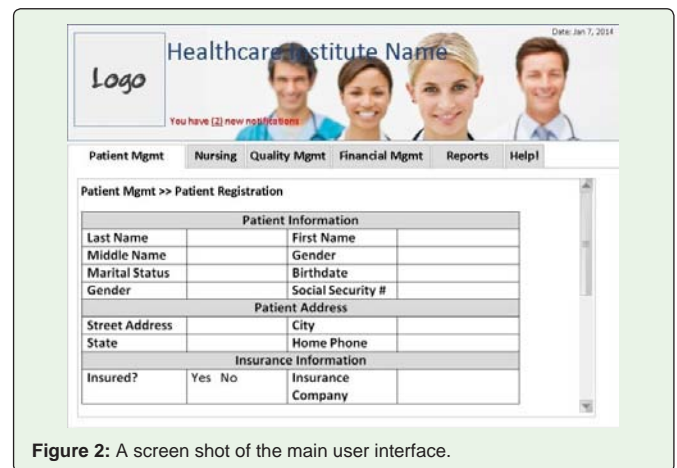 Date: Jan 7, 2014
Logo
Healthcare Institute Name
You have (2) new notifications
Patient Mgmt Nursing Quality Mgmt Financial Mgmt Reports Help!
Patient Mgmt >> Patient Registration
Patient Information
Last Name First Name
Middle Name Gender
Marital Status Birthdate
Gender Social Security #
Patient Address
Street Address City
State Home Phone
Insurance Information
Insured? Yes No Insurance
Company
Figure 2: A screen shot of the main user interface.